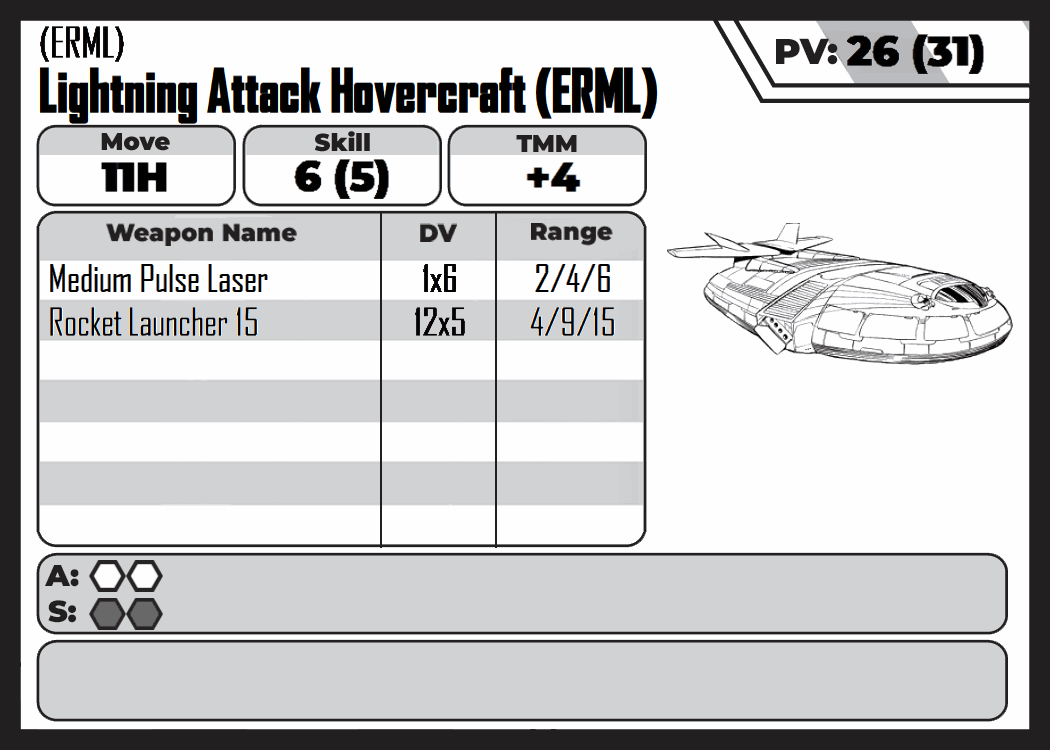 (ERML)
PV: 26 (31)
Lightning Attack Hovercraft (ERML)
Move Skill TMM
11H 6 (5) +4
Weapon Name DV Range
Medium Pulse Laser 1x6 2/4/6
Rocket Launcher 15 12x5 4/9/15
A:
S: